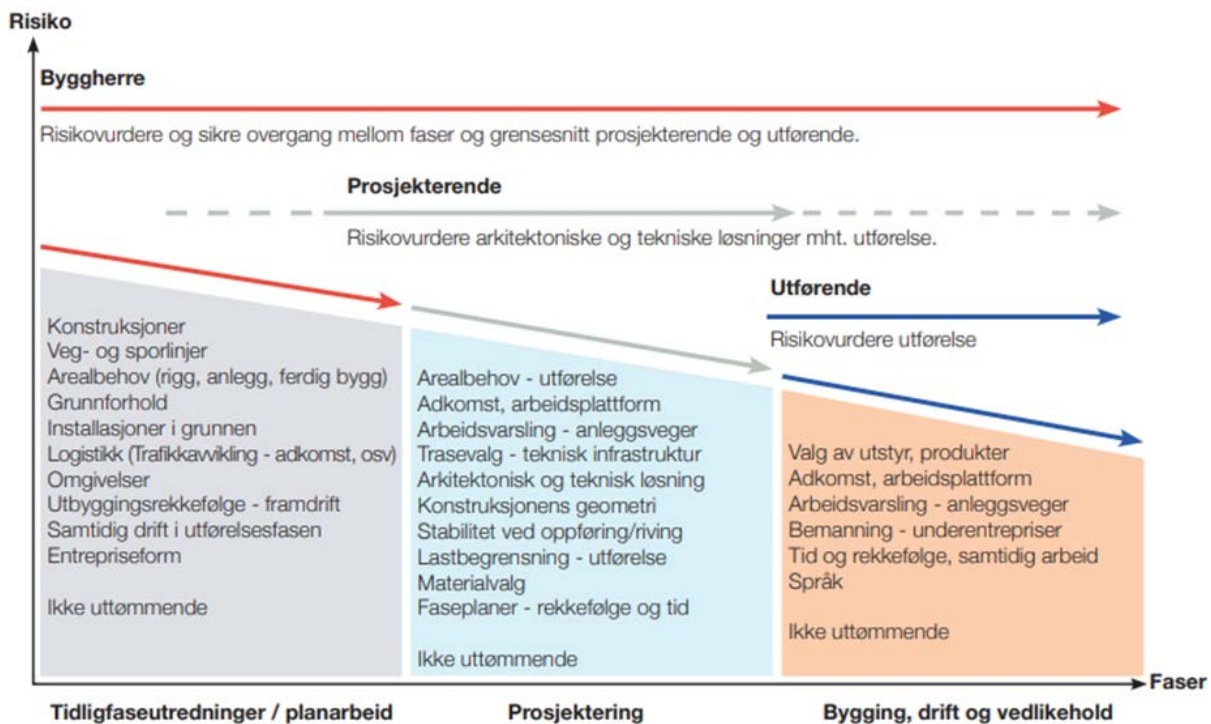 Risiko
Byggherre
Risikovurdere og sikre overgang mellom faser og grensesnitt prosjekterende og utførende.
Prosjekterende
Risikovurdere arkitektoniske og tekniske løsninger mht. utførelse.
Utførende
Risikovurdere utførelse
Konstruksjoner
Veg- og sporlinjer
Arealbehov (rigg, anlegg, ferdig bygg)
Grunnforhold
Installasjoner i grunnen
Logistikk (Trafikkavvikling - adkomst, osv)
Omgivelser
Utbyggingsrekkefølge - framdrift
Samtidig drift i utførelsesfasen
Entrepriseform
Ikke uttømmende
Arealbehov - utførelse
Adkomst, arbeidsplattform
Arbeidsvarsling - anleggsveger
Trasevalg - teknisk infrastruktur
Arkitektonisk og teknisk løsning
Konstruksjonens geometri
Stabilitet ved oppføring/riving
Lastbegrensning - utførelse
Materialvalg
Faseplaner - rekkefølge og tid
Ikke uttømmende
Valg av utstyr, produkter
Adkomst, arbeidsplattform
Arbeidsvarsling - anleggsveger
Bemanning - underentrepriser
Tid og rekkefølge, samtidig arbeid
Språk
Ikke uttømmende
Faser
Tidligfaseutredninger / planarbeid
Prosjektering
Bygging, drift og vedlikehold